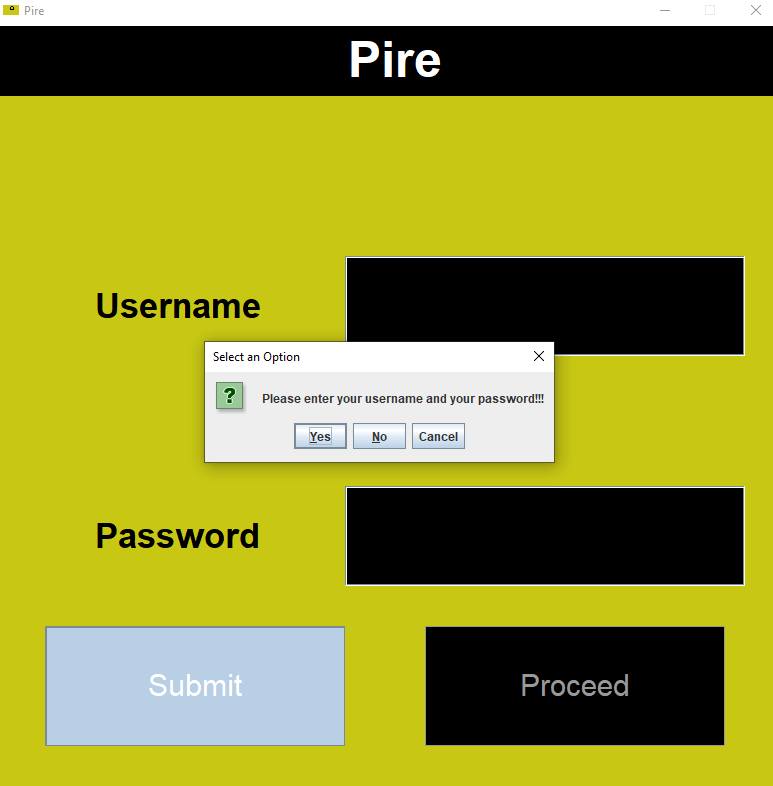 Pire
Pire
Username
Select an Option
?
Please enter your username and your password!!!
Yes No Cancel
Password
Submit Proceed